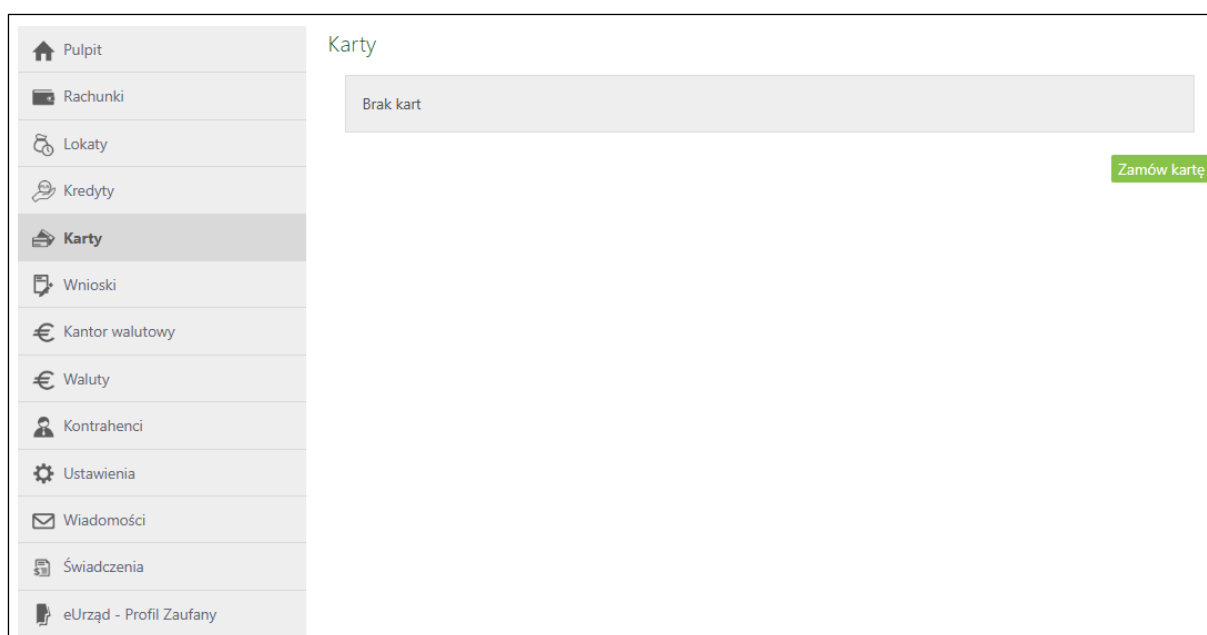 Pulpit
Rachunki
Lokaty
Kredyty
Karty
Wnioski
Kantor walutowy
Waluty
Kontrahenci
Ustawienia
Wiadomości
Świadczenia
eUrząd - Profil Zaufany
Karty
Brak kart
Zamów kartę